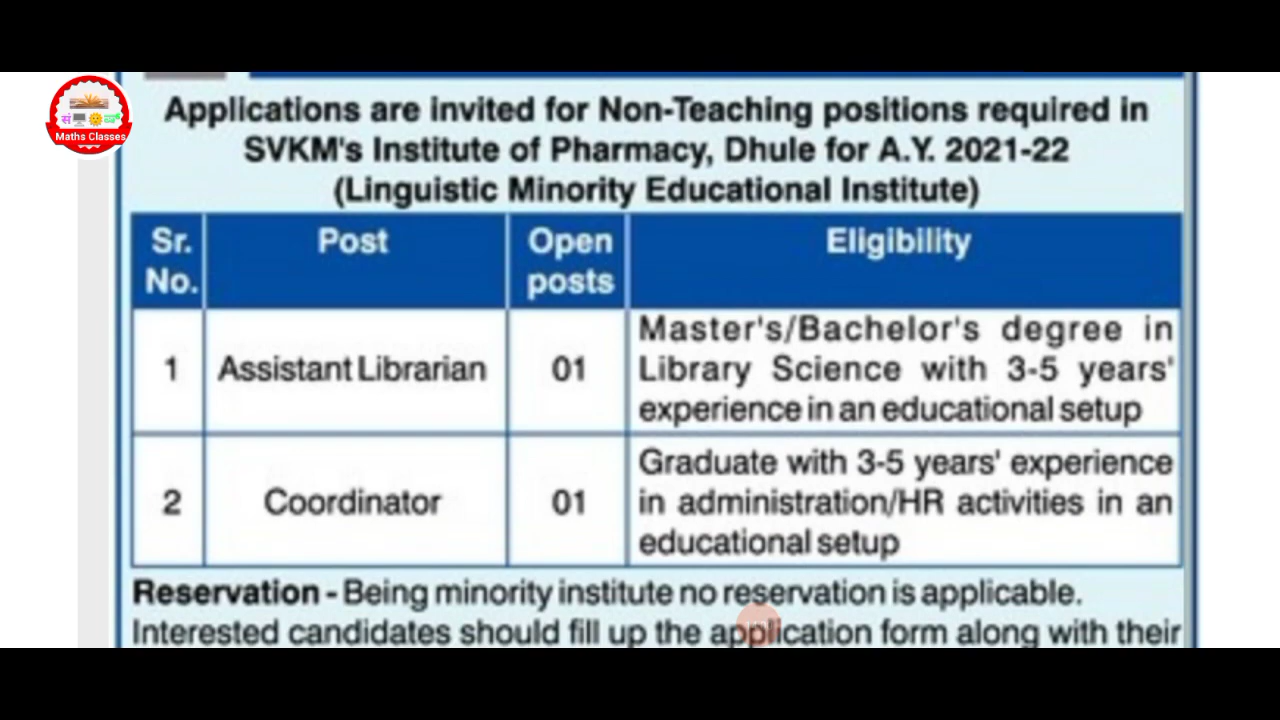 Maths Classes
Applications are invited for Non-Teaching positions required in
SVKM's Institute of Pharmacy, Dhule for A.Y. 2021-22
(Linguistic Minority Educational Institute)
Sr. No.
Post
Open posts
Eligibility
1
Assistant Librarian
01
Master's/Bachelor's degree in
Library Science with 3-5 years'
experience in an educational setup
2
Coordinator
01
Graduate with 3-5 years' experience
in administration/HR activities in an
educational setup
Reservation - Being minority institute no reservation is applicable.
Interested candidates should fill up the application form along with their